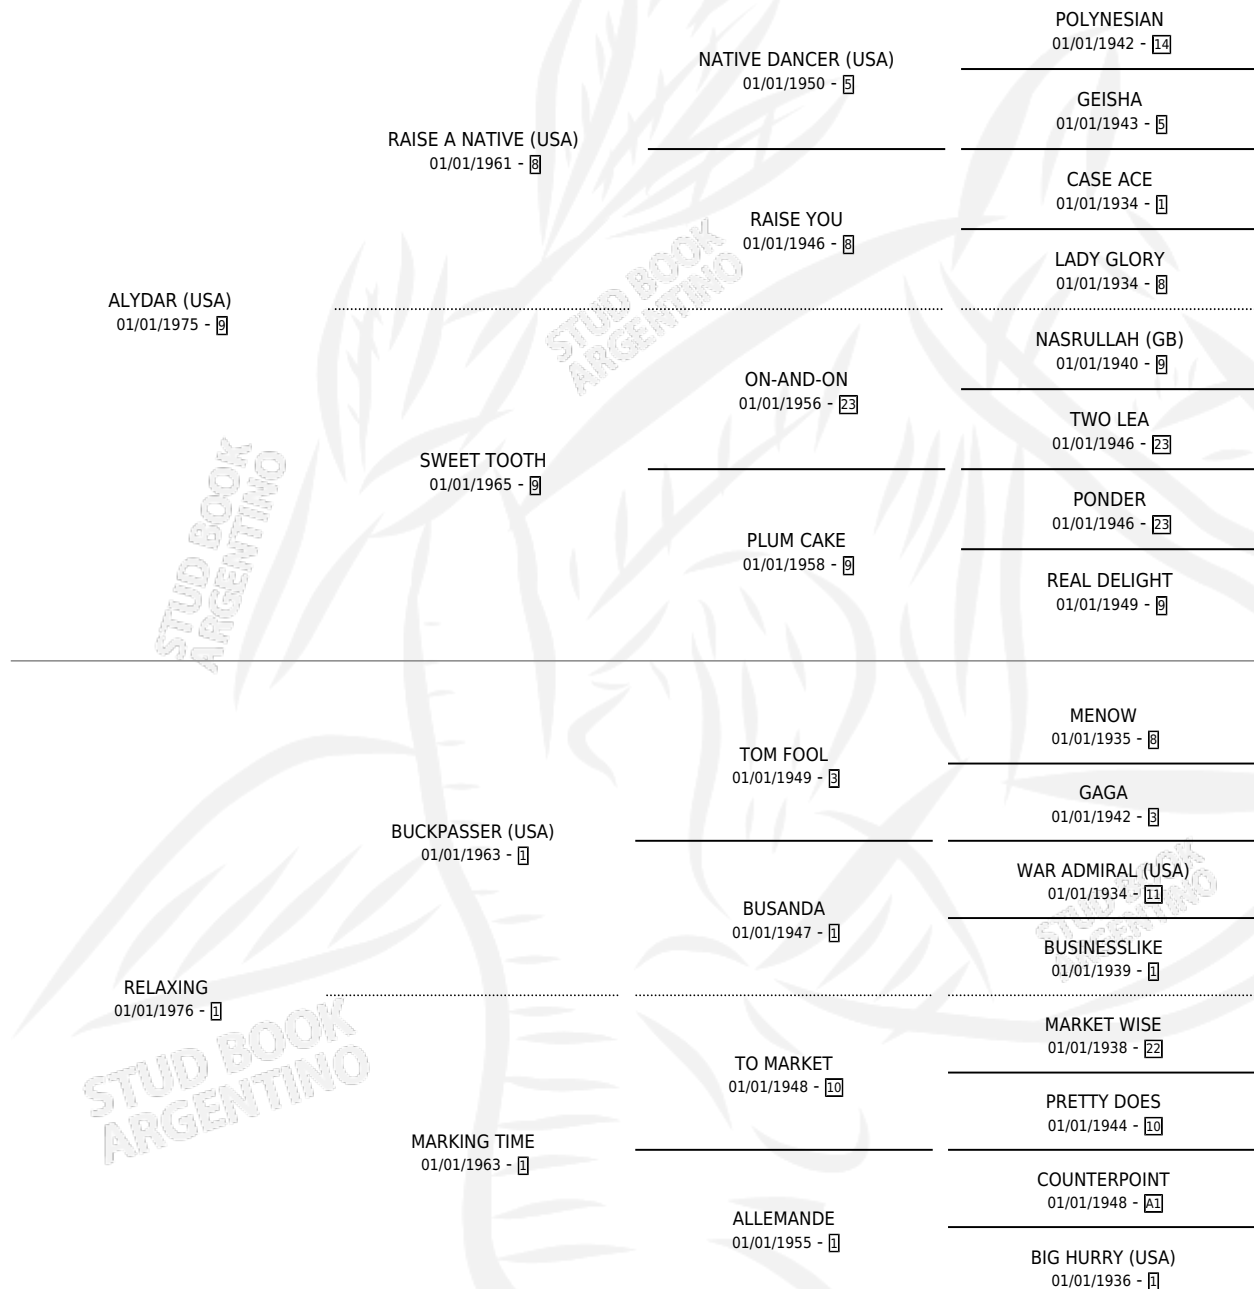 POLYNESIAN
01/01/1942 - 14
NATIVE DANCER (USA)
01/01/1950 - 5
GEISHA
01/01/1943 - 5
RAISE A NATIVE (USA)
01/01/1961 - 8
CASE ACE
01/01/1934 - 1
RAISE YOU
01/01/1946 - 8
LADY GLORY
01/01/1934 - 8
ALYDAR (USA)
01/01/1975 - 9
STUD BOOK
ARGENTINO
NASRULLAH (GB)
01/01/1940 - 9
ON-AND-ON
01/01/1956 - 23
TWO LEA
01/01/1946 - 23
SWEET TOOTH
01/01/1965 - 9
PONDER
01/01/1946 - 23
PLUM CAKE
01/01/1958 - 9
REAL DELIGHT
01/01/1949 - 9
STUD BOOK
ARGENTINO
MENOW
01/01/1935 - 8
TOM FOOL
01/01/1949 - 3
GAGA
01/01/1942 - 3
BUCKPASSER (USA)
01/01/1963 - 1
WAR ADMIRAL (USA)
01/01/1934 - 11
BUSANDA
01/01/1947 - 1
STUD BOOK
ARGENTINO
BUSINESSLIKE
01/01/1939 - 1
RELAXING
01/01/1976 - 1
MARKET WISE
01/01/1938 - 22
TO MARKET
01/01/1948 - 10
STUD BOOK
ARGENTINO
PRETTY DOES
01/01/1944 - 10
MARKING TIME
01/01/1963 - 1
COUNTERPOINT
01/01/1948 - A1
ALLEMANDE
01/01/1955 - 1
BIG HURRY (USA)
01/01/1936 - 1